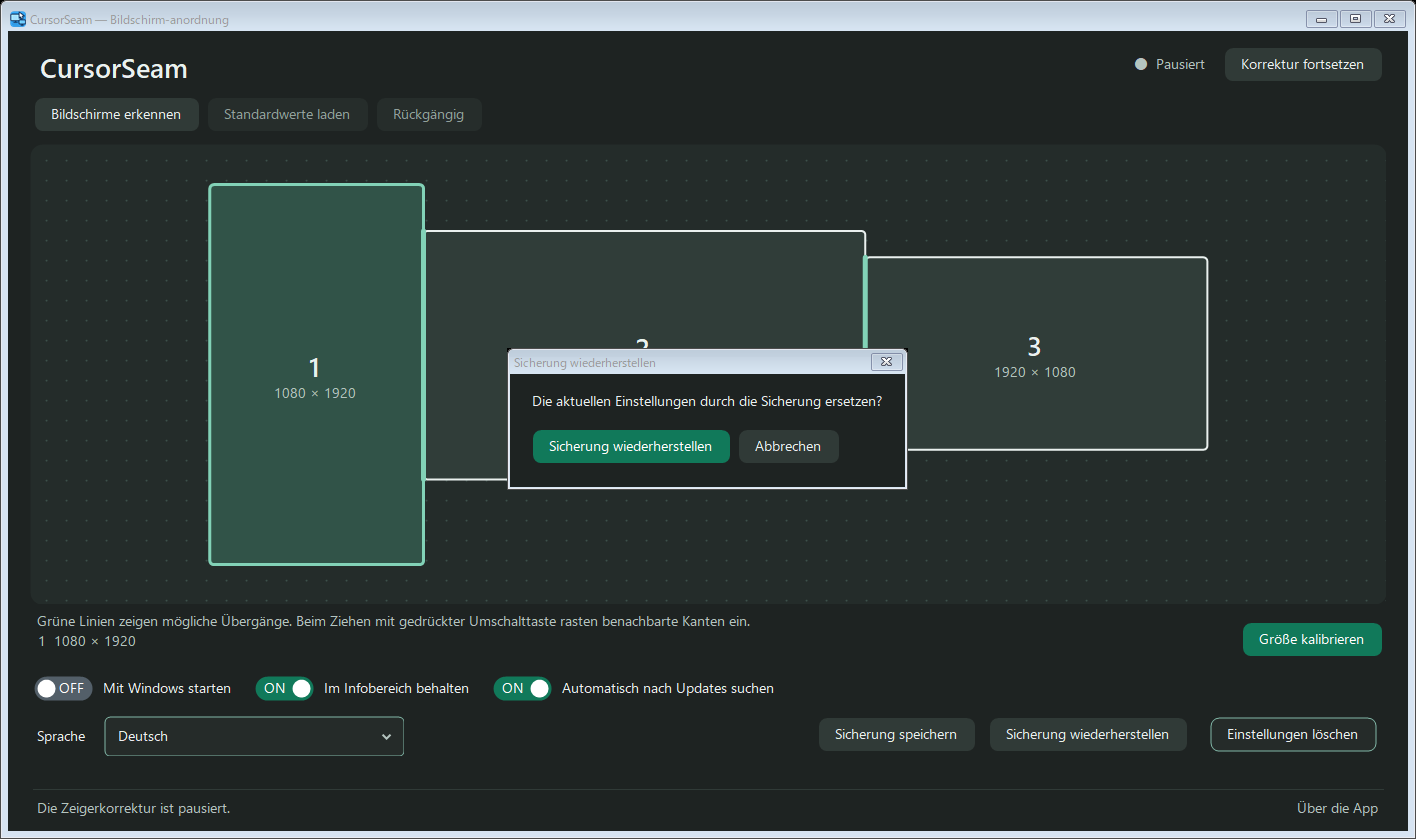 CursorSeam — Bildschirm-anordnung
CursorSeam
Pausiert
Korrektur fortsetzen
Bildschirme erkennen
Standardwerte laden
Rückgängig
1
1080 × 1920
3
1920 × 1080
Sicherung wiederherstellen
Die aktuellen Einstellungen durch die Sicherung ersetzen?
Sicherung wiederherstellen
Abbrechen
Grüne Linien zeigen mögliche Übergänge. Beim Ziehen mit gedrückter Umschalttaste rasten benachbarte Kanten ein.
1 1080 × 1920
Größe kalibrieren
OFF Mit Windows starten
ON Im Infobereich behalten
ON Automatisch nach Updates suchen
Sprache
Deutsch
Sicherung speichern
Sicherung wiederherstellen
Einstellungen löschen
Die Zeigerkorrektur ist pausiert.
Über die App